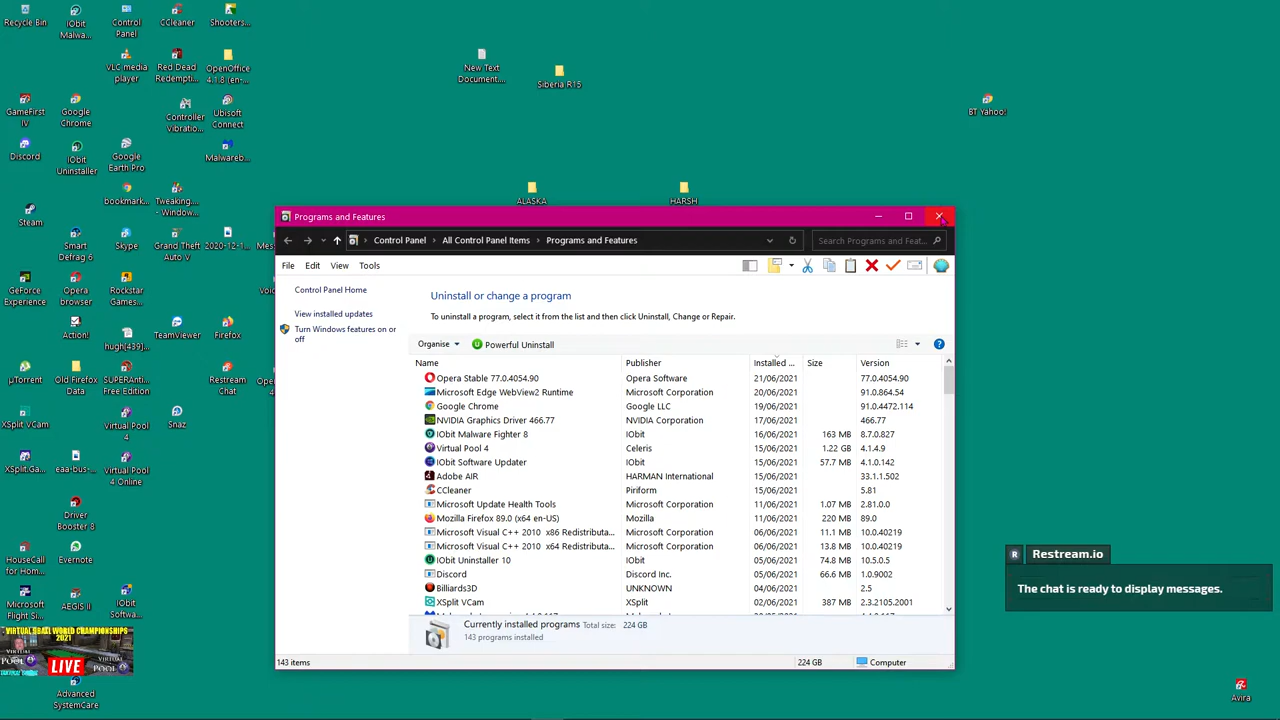 Recycle Bin
IObit
Malwa...
Control
Panel
CCleaner
Shooters...
VLC media
player
Red Dead
Redempti...
OpenOffice
4.1.8 (en-...
New Text
Document....
Siberia R15
BT Yahoo!
GameFirst
IV
Google
Chrome
Controller
vibratio...
Ubisoft
Connect
Discord
IObit
Uninstaller
Google
Earth Pro
Malwareb...
bookmark...
Tweaking....
- Window...
ALASKA
HARSH
Steam
Smart
Defrag 6
Skype
Grand Theft
Auto V
2020-12-1...
Mes
GeForce
Experience
Opera
browser
Rockstar
Games...
voi
Action!
hugh[439]...
TeamViewer
Firefox
µTorrent
Old Firefox
Data
SUPERAnti...
Free Edition
Restream
Chat
Open
4.1
XSplit VCam
Virtual Pool
4
Snaz
XSplit.Ga...
eaa-bus-...
Virtual Pool
4 Online
Driver
Booster 8
HouseCall
for Hom...
Evernote
Microsoft
Flight Si...
AEGIS II
IObit
Softwa...
VIRTUAL 8BALL WORLD CHAMPIONSHIPS
2021
LIVE
Advanced
SystemCare
Programs and Features
Control Panel
All Control Panel Items
Programs and Features
Search Programs and Feat...
File Edit View Tools
Control Panel Home
View installed updates
Turn Windows features on or
off
Uninstall or change a program
To uninstall a program, select it from the list and then click Uninstall, Change or Repair.
Organise
Powerful Uninstall
Name Publisher Installed ... Size Version
Opera Stable 77.0.4054.90 Opera Software 21/06/2021 77.0.4054.90
Microsoft Edge WebView2 Runtime Microsoft Corporation 20/06/2021 91.0.864.54
Google Chrome Google LLC 19/06/2021 91.0.4472.114
NVIDIA Graphics Driver 466.77 NVIDIA Corporation 17/06/2021 466.77
IObit Malware Fighter 8 IObit 16/06/2021 163 MB 8.7.0.827
Virtual Pool 4 Celeris 15/06/2021 1.22 GB 4.1.4.9
IObit Software Updater IObit 15/06/2021 57.7 MB 4.1.0.142
Adobe AIR HARMAN International 15/06/2021 33.1.1.502
CCleaner Piriform 15/06/2021 5.81
Microsoft Update Health Tools Microsoft Corporation 15/06/2021 1.07 MB 2.81.0.0
Mozilla Firefox 89.0 (x64 en-US) Mozilla 11/06/2021 220 MB 89.0
Microsoft Visual C++ 2010 x86 Redistributa... Microsoft Corporation 06/06/2021 11.0 MB 10.0.40219
Microsoft Visual C++ 2010 x64 Redistributa... Microsoft Corporation 06/06/2021 13.8 MB 10.0.40219
IObit Uninstaller 10 IObit 06/06/2021 74.8 MB 10.5.0.5
Discord Discord Inc. 05/06/2021 66.6 MB 1.0.9002
Billiards3D UNKNOWN 05/06/2021 2.5
XSplit VCam XSplit 02/06/2021 387 MB 2.3.2105.2001
Currently installed programs Total size: 224 GB
143 programs installed
143 items
224 GB
Computer
R Restream.io
The chat is ready to display messages.
Avira